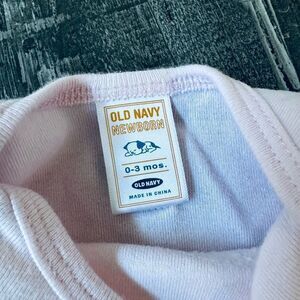 OLD NAVY
NEWBORN
0-3 mos.
OLD NAVY
MADE IN CHINA